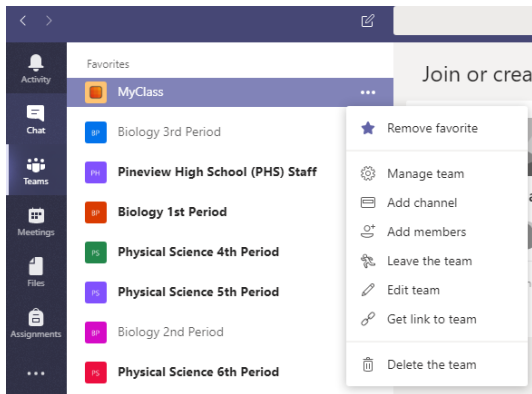 Activity
Chat
Teams
Meetings
Files
Assignments
Favorites
MyClass
BP Biology 3rd Period
PH Pineview High School (PHS) Staff
BP Biology 1st Period
PS Physical Science 4th Period
PS Physical Science 5th Period
BP Biology 2nd Period
PS Physical Science 6th Period
Join or crea
Remove favorite
Manage team
Add channel
Add members
Leave the team
Edit team
Get link to team
Delete the team